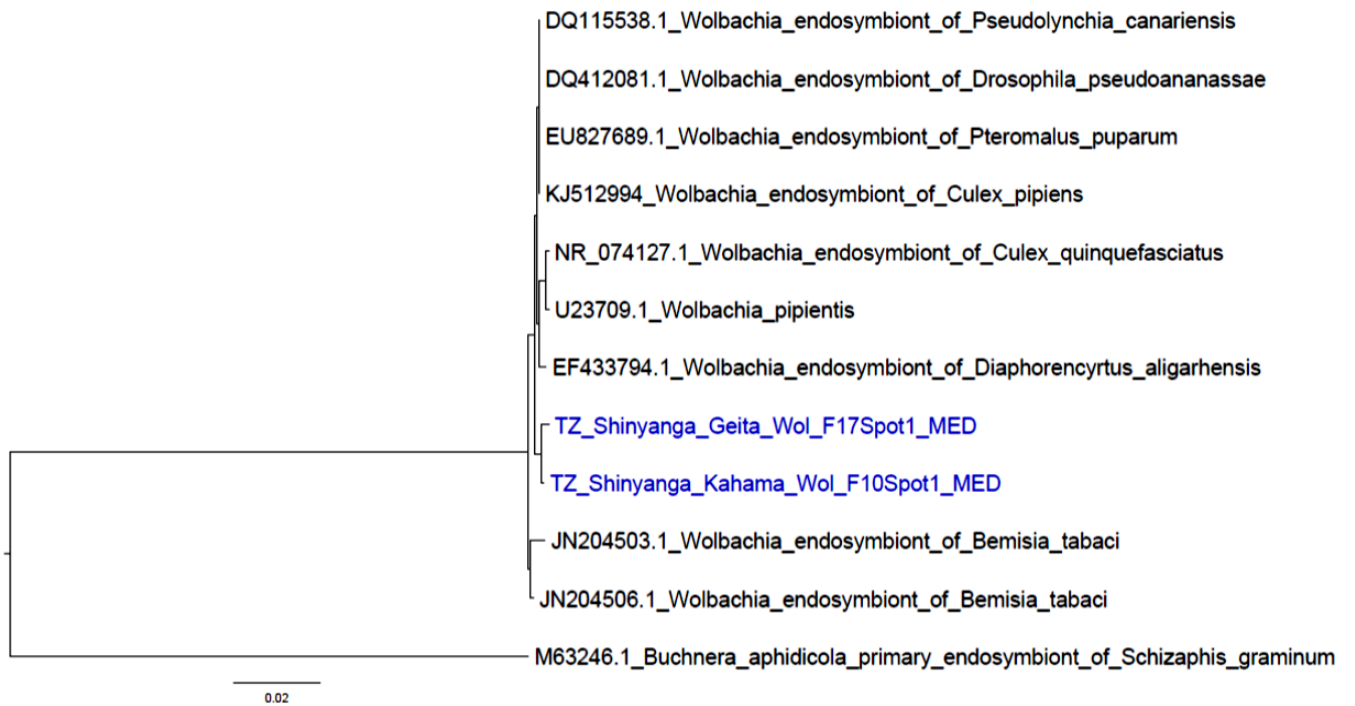 DQ115538.1_Wolbachia_endosymbiont_of_Pseudolynchia_canariensis
DQ412081.1_Wolbachia_endosymbiont_of_Drosophila_pseudoananassae
EU827689.1_Wolbachia_endosymbiont_of_Pteromalus_puparum
KJ512994_Wolbachia_endosymbiont_of_Culex_pipiens
NR_074127.1_Wolbachia_endosymbiont_of_Culex_quinquefasciatus
U23709.1_Wolbachia_pipientis
EF433794.1_Wolbachia_endosymbiont_of_Diaphorencyrtus_aligarhensis
TZ_Shinyanga_Geita_Wol_F17Spot1_MED
TZ_Shinyanga_Kahama_Wol_F10Spot1_MED
JN204503.1_Wolbachia_endosymbiont_of_Bemisia_tabaci
JN204506.1_Wolbachia_endosymbiont_of_Bemisia_tabaci
M63246.1_Buchnera_aphidicola_primary_endosymbiont_of_Schizaphis_graminum
0.02